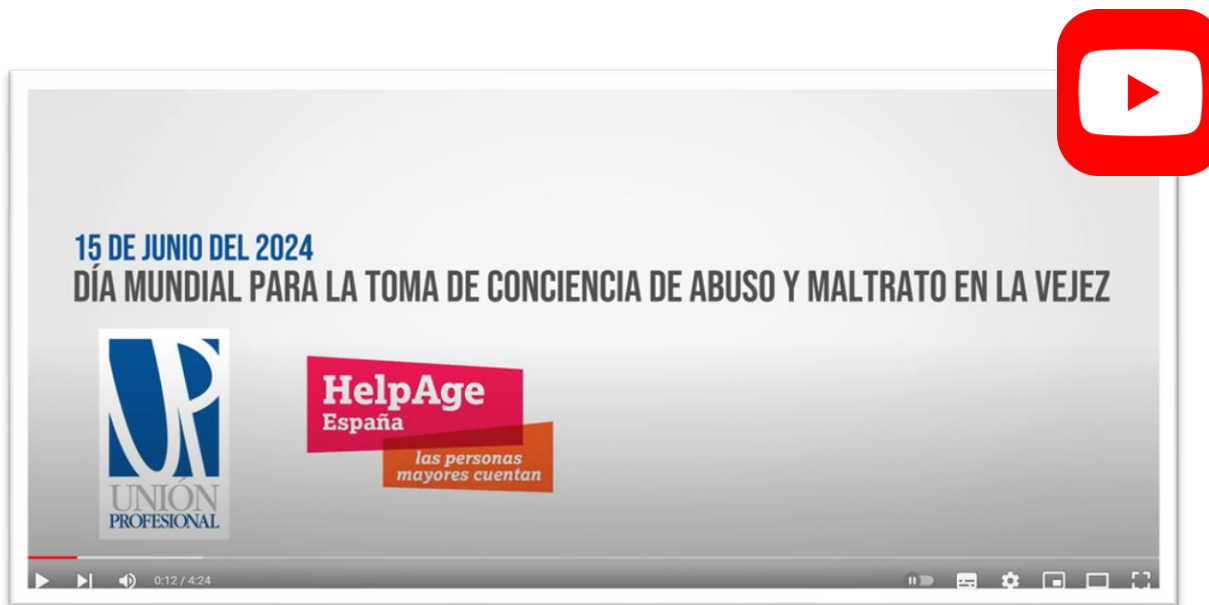 15 DE JUNIO DEL 2024
DÍA MUNDIAL PARA LA TOMA DE CONCIENCIA DE ABUSO Y MALTRATO EN LA VEJEZ
UP
UNIÓN
PROFESIONAL
HelpAge
España
las personas
mayores cuentan
0:12 / 4:24